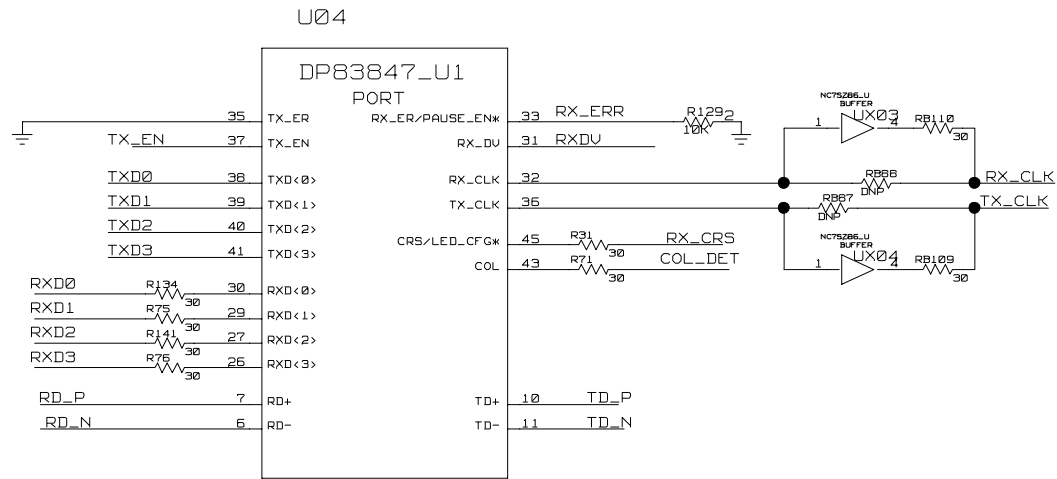 U04
DP83847_U1
PORT
35 TX_ER
RX_ER/PAUSE_EN* 33 RX_ERR R129 2
10K
TX_EN 37 TX_EN
RX_DV 31 RXDV
TXD0 38 TXD<0>
RX_CLK 32
TXD1 39 TXD<1>
TX_CLK 36
TXD2 40 TXD<2>
CRS/LED_CFG* 45 R31 30 RX_CRS
TXD3 41 TXD<3>
COL 43 R71 30 COL_DET
RXD0 R134 30 30 RXD<0>
RXD1 R75 30 29 RXD<1>
RXD2 R141 30 27 RXD<2>
RXD3 R76 30 26 RXD<3>
RD_P 7 RD+
TD+ 10 TD_P
RD_N 6 RD-
TD- 11 TD_N
NC7SZ86_U
BUFFER
1 UX03 4 RB110
30
RB88
DNP
RX_CLK
RB87
DNP
TX_CLK
NC7SZ86_U
BUFFER
1 UX04 4 RB109
30